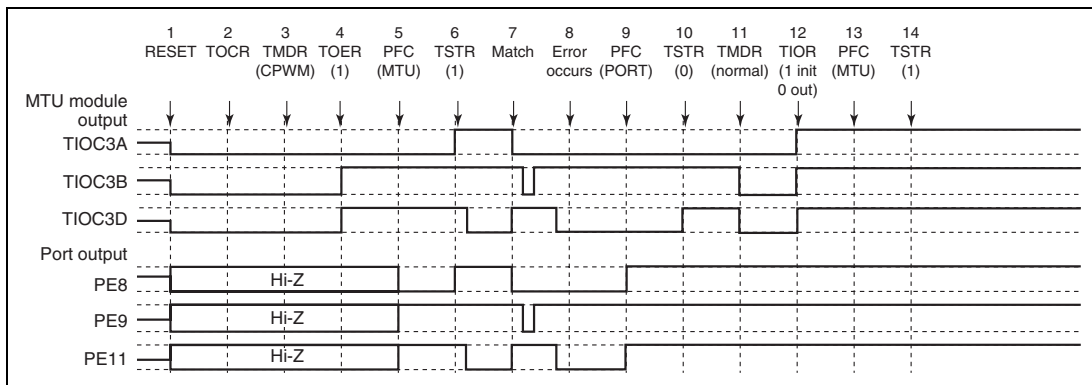 1 2 3 4 5 6 7 8 9 10 11 12 13 14
RESET TOCR TMDR TOER PFC TSTR Match Error PFC TSTR TMDR TIOR PFC TSTR
(CPWM) (1) (MTU) (1) occurs (PORT) (0) (normal) (1 init (MTU) (1)
0 out)
MTU module
output
TIOC3A
TIOC3B
TIOC3D
Port output
PE8 Hi-Z
PE9 Hi-Z
PE11 Hi-Z